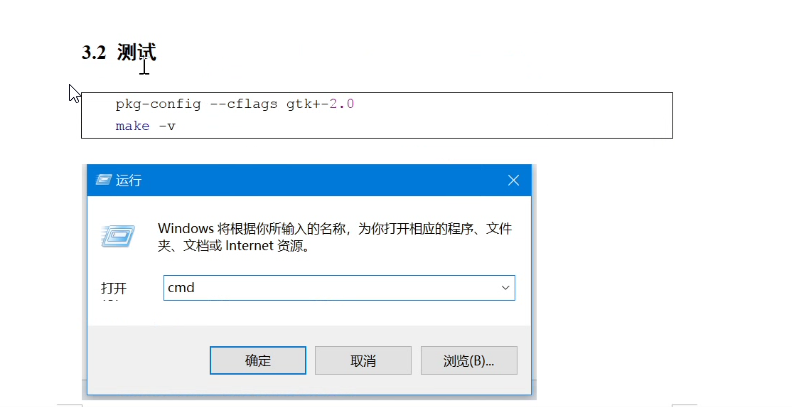 3.2 测试
pkg-config --cflags gtk+-2.0
make -v
运行
Windows 将根据你所输入的名称，为你打开相应的程序、文件
夹、文档或 Internet 资源。
打开
cmd
确定
取消
浏览(B)...